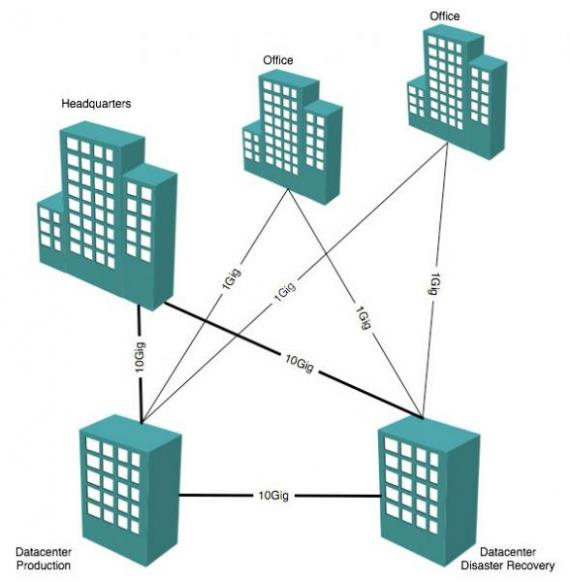 Office
Office
Headquarters
1Gig
1Gig
1Gig
1Gig
10Gig
10Gig
10Gig
Datacenter
Production
Datacenter
Disaster Recovery